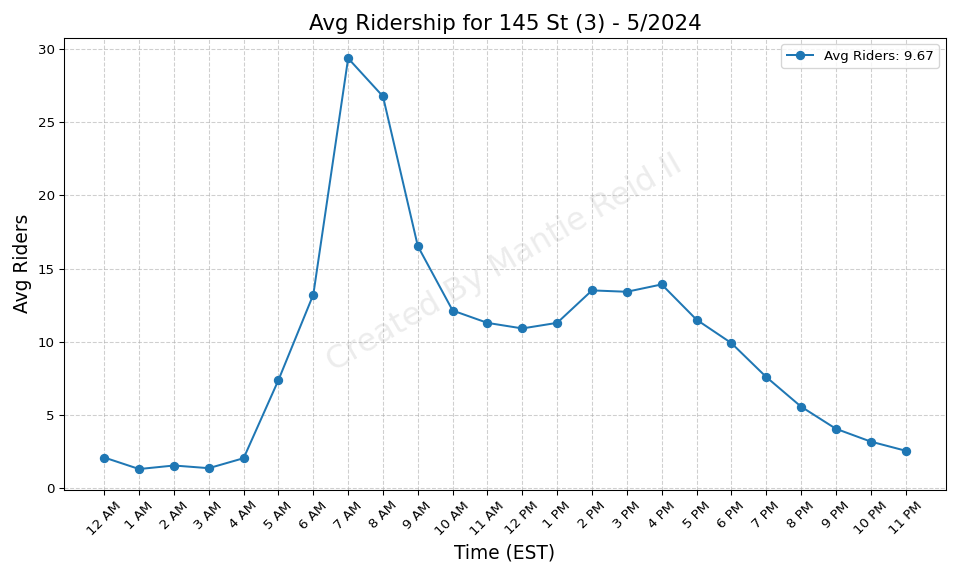 Avg Ridership for 145 St (3) - 5/2024
Avg Riders: 9.67
30
25
20
15
10
5
0
Avg Riders
Created By Mantie Reid II
12 AM
1 AM
2 AM
3 AM
4 AM
5 AM
6 AM
7 AM
8 AM
9 AM
10 AM
11 AM
12 PM
1 PM
2 PM
3 PM
4 PM
5 PM
6 PM
7 PM
8 PM
9 PM
10 PM
11 PM
Time (EST)